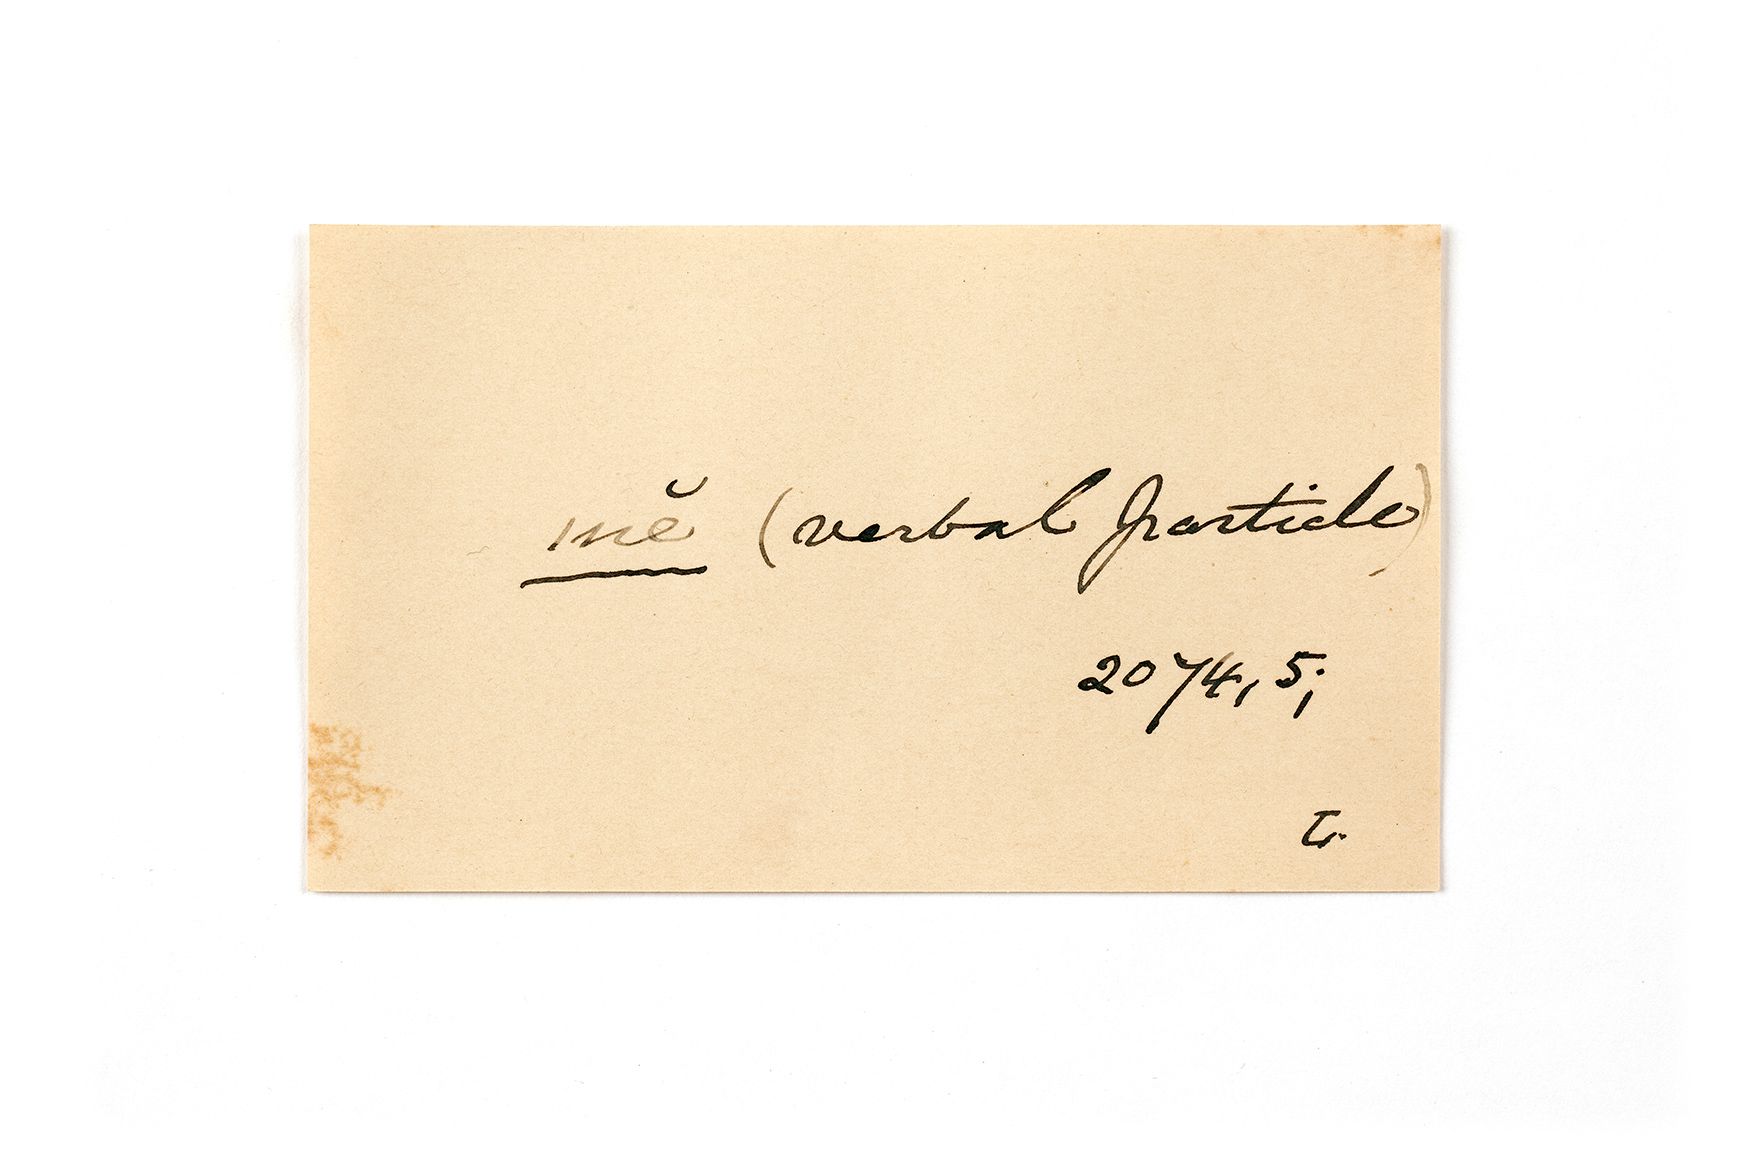 mĕ (verbal particle)
2074, 5;
T.